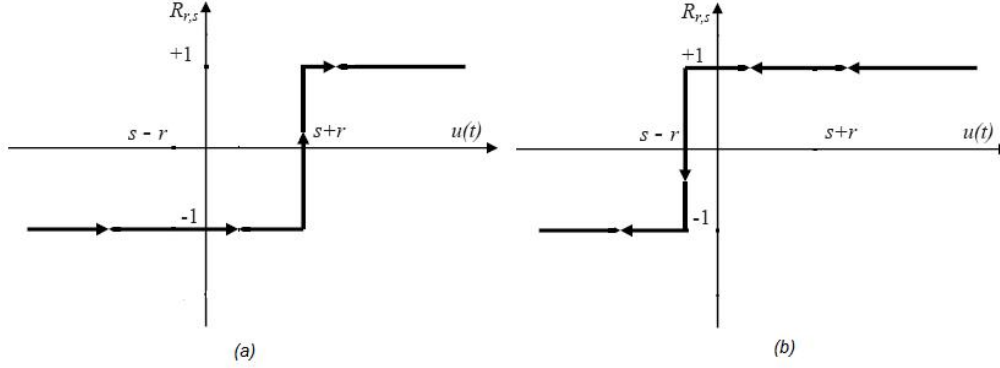 R_{r,s}
+1
s - r
s+r
u(t)
-1
(a)
R_{r,s}
+1
s - r
s+r
u(t)
-1
(b)